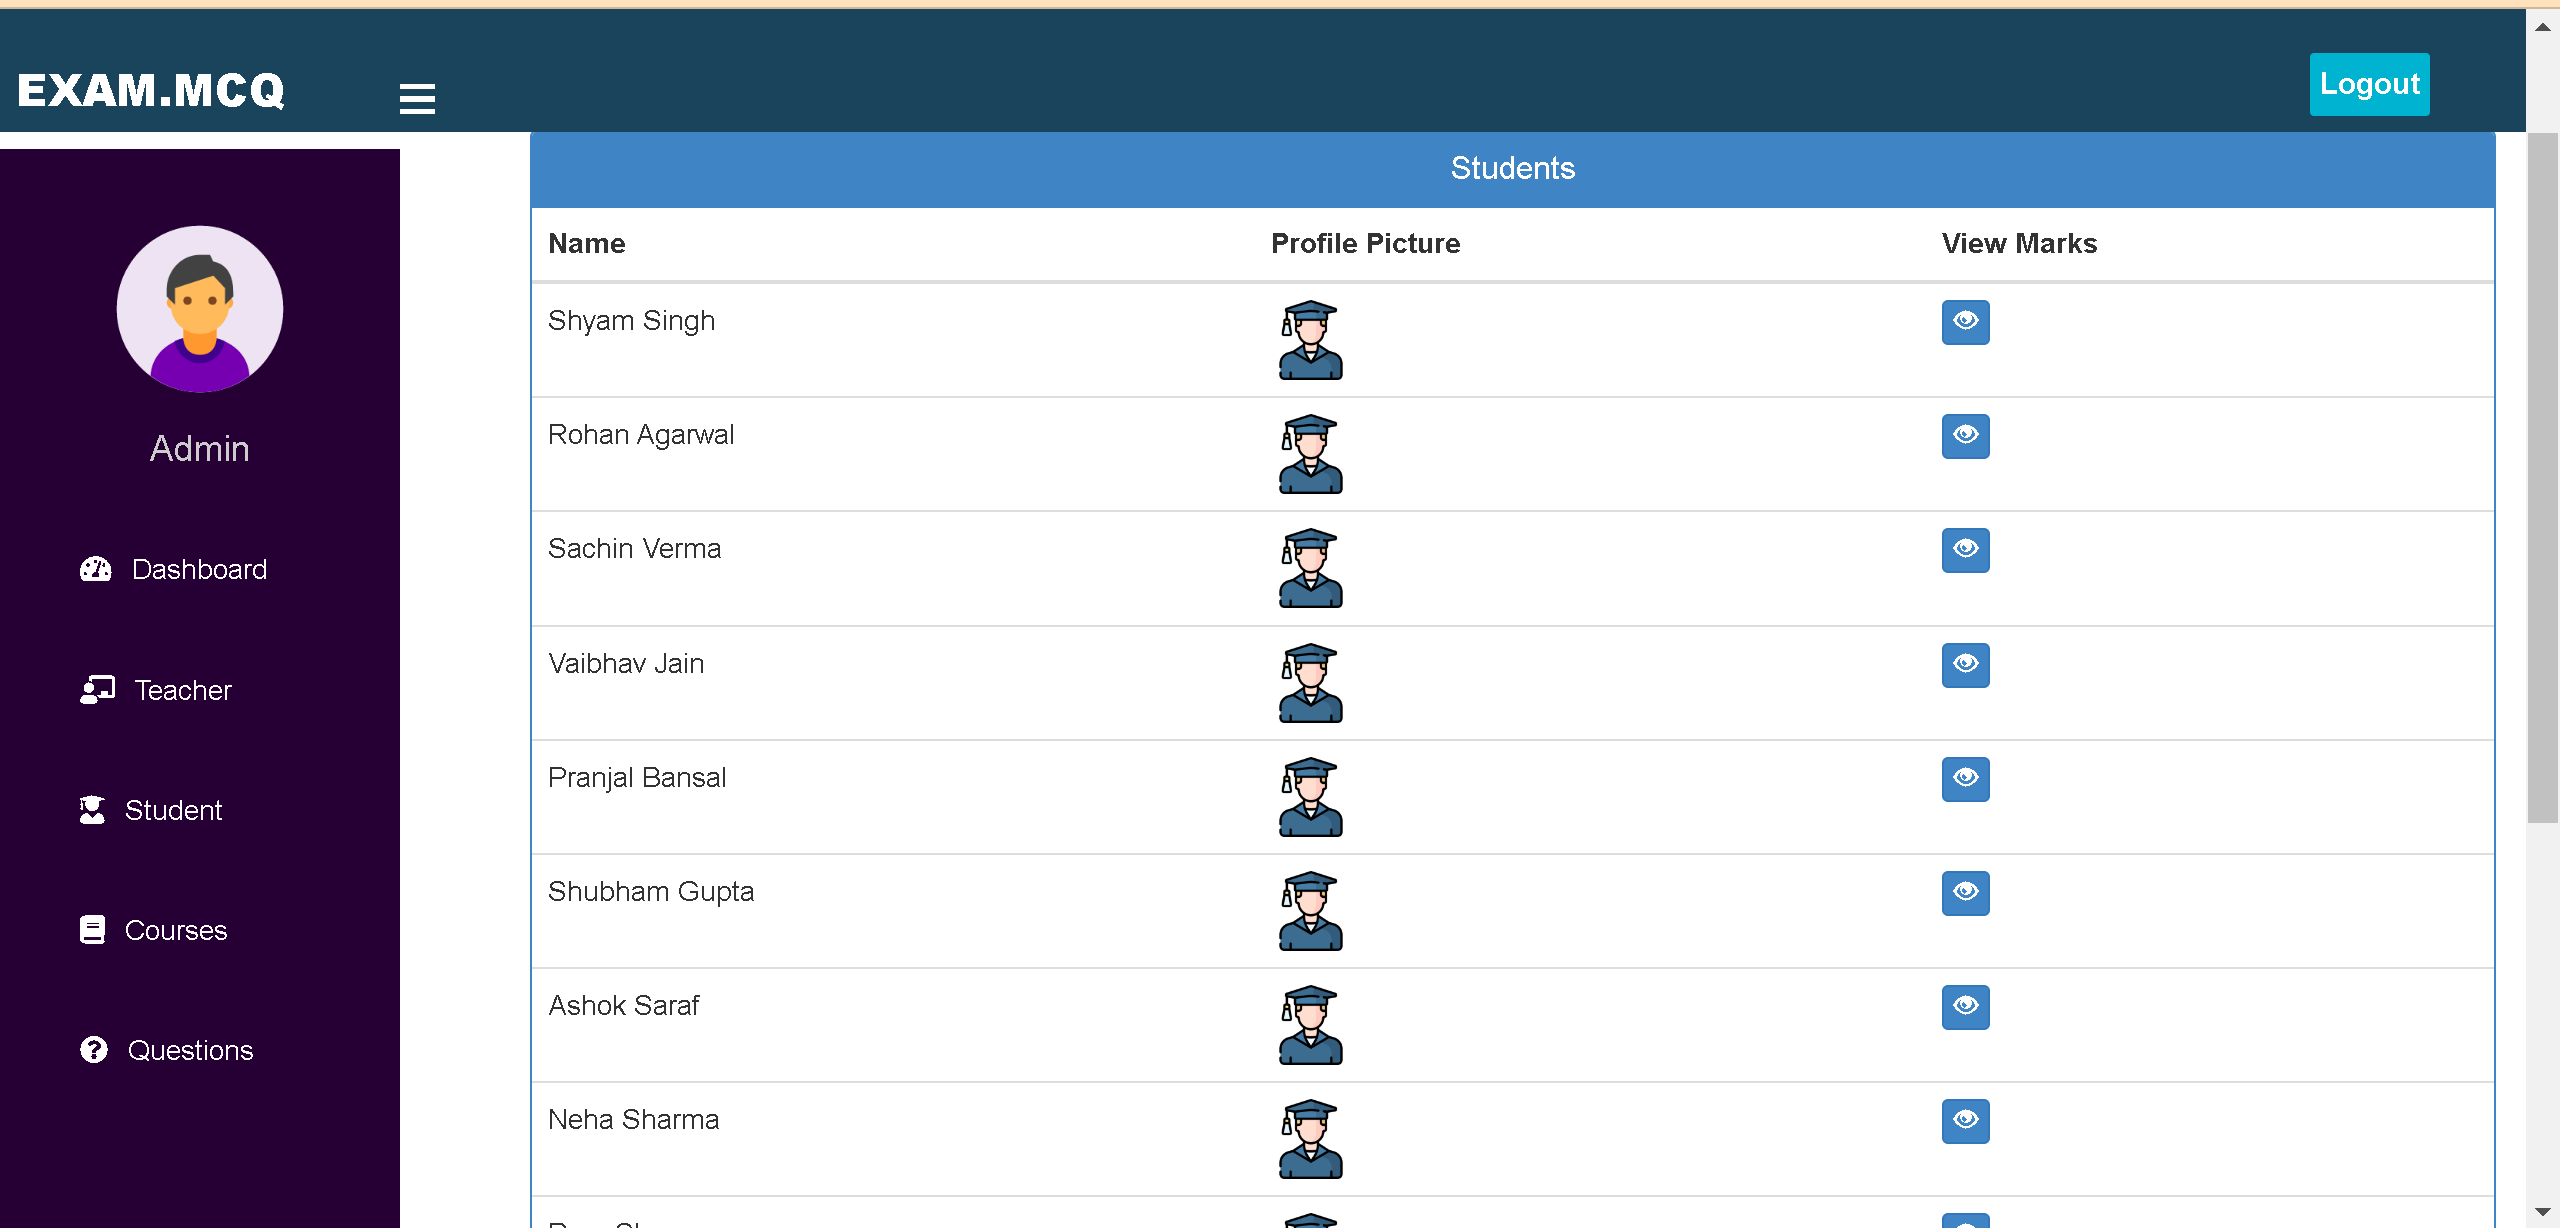 EXAM.MCQ
Logout
Admin
Dashboard
Teacher
Student
Courses
Questions
Students
Name Profile Picture View Marks
Shyam Singh
Rohan Agarwal
Sachin Verma
Vaibhav Jain
Pranjal Bansal
Shubham Gupta
Ashok Saraf
Neha Sharma